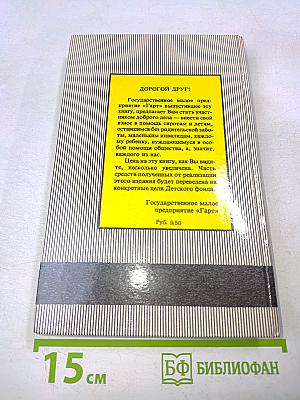 ДОРОГОЙ ДРУГ!
Государственное малое пред-
приятие «Гарт» выпустившее эту
книгу, предлагает Вам стать участ-
ником доброго дела — внести свой
взнос в помощь сиротам и детям,
оставшимся без родительской забо-
ты, маленьким инвалидам, каждо-
му ребенку, нуждающемуся в осо-
бой помощи общества, а, значит,
каждого из нас.
Цена на эту книгу, как Вы види-
те, несколько увеличена. Часть
средств полученных от реализации
этого издания будет переведена на
конкретные цели Детского фонда.
Государственное малое
предприятие «Гарт»
Руб. 9.50
15 см
БФ БИБЛИОФАН